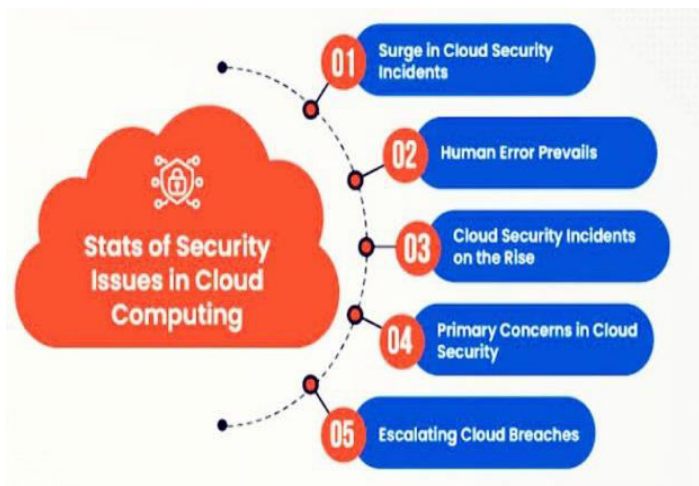 Stats of Security
Issues in Cloud
Computing
01
Surge in Cloud Security
Incidents
02
Human Error Prevails
03
Cloud Security Incidents
on the Rise
04
Primary Concerns in Cloud
Security
05
Escalating Cloud Breaches